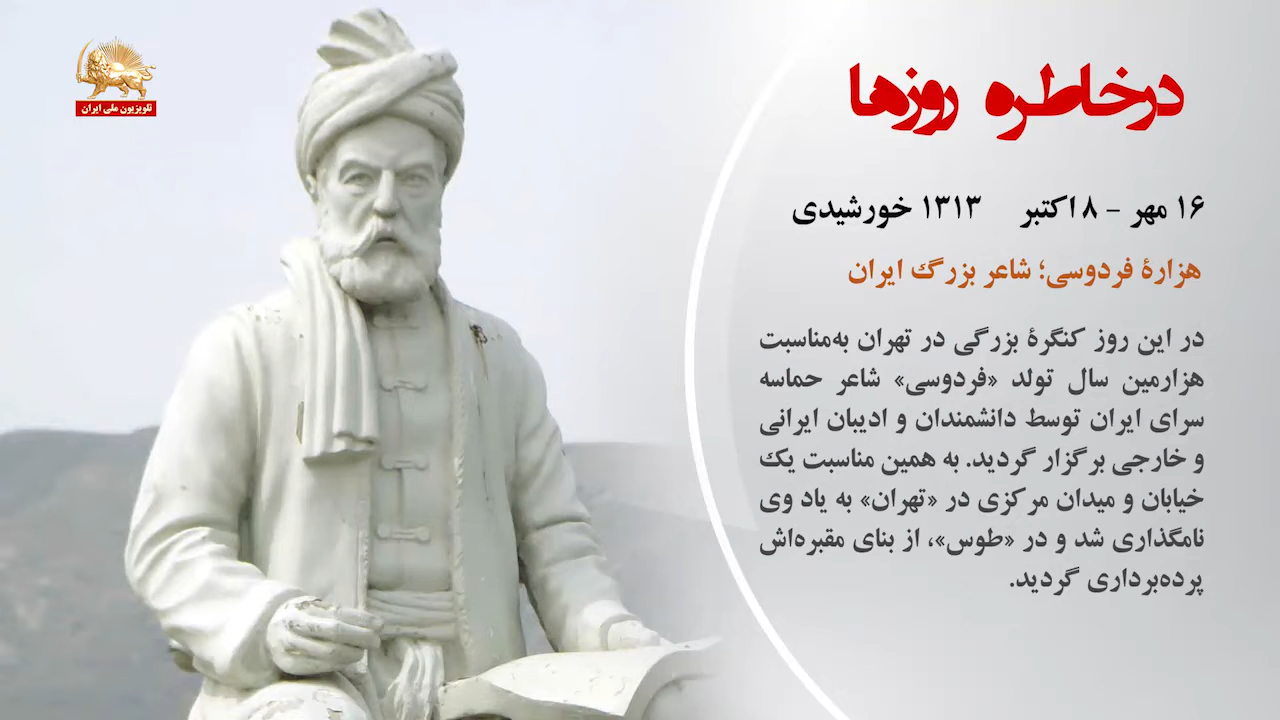 تلویزیون ملی ایران
درخاطره روزها
۱۶ مهر - ۸ اکتبر ۱۳۱۳ خورشیدی
هزارهٔ فردوسی؛ شاعر بزرگ ایران
در این روز کنگرهٔ بزرگی در تهران به‌مناسبت
هزارمین سال تولد «فردوسی» شاعر حماسه
سرای ایران توسط دانشمندان و ادیبان ایرانی
و خارجی برگزار گردید. به همین مناسبت یک
خیابان و میدان مرکزی در «تهران» به یاد وی
نامگذاری شد و در «طوس»، از بنای مقبره‌اش
پرده‌برداری گردید.